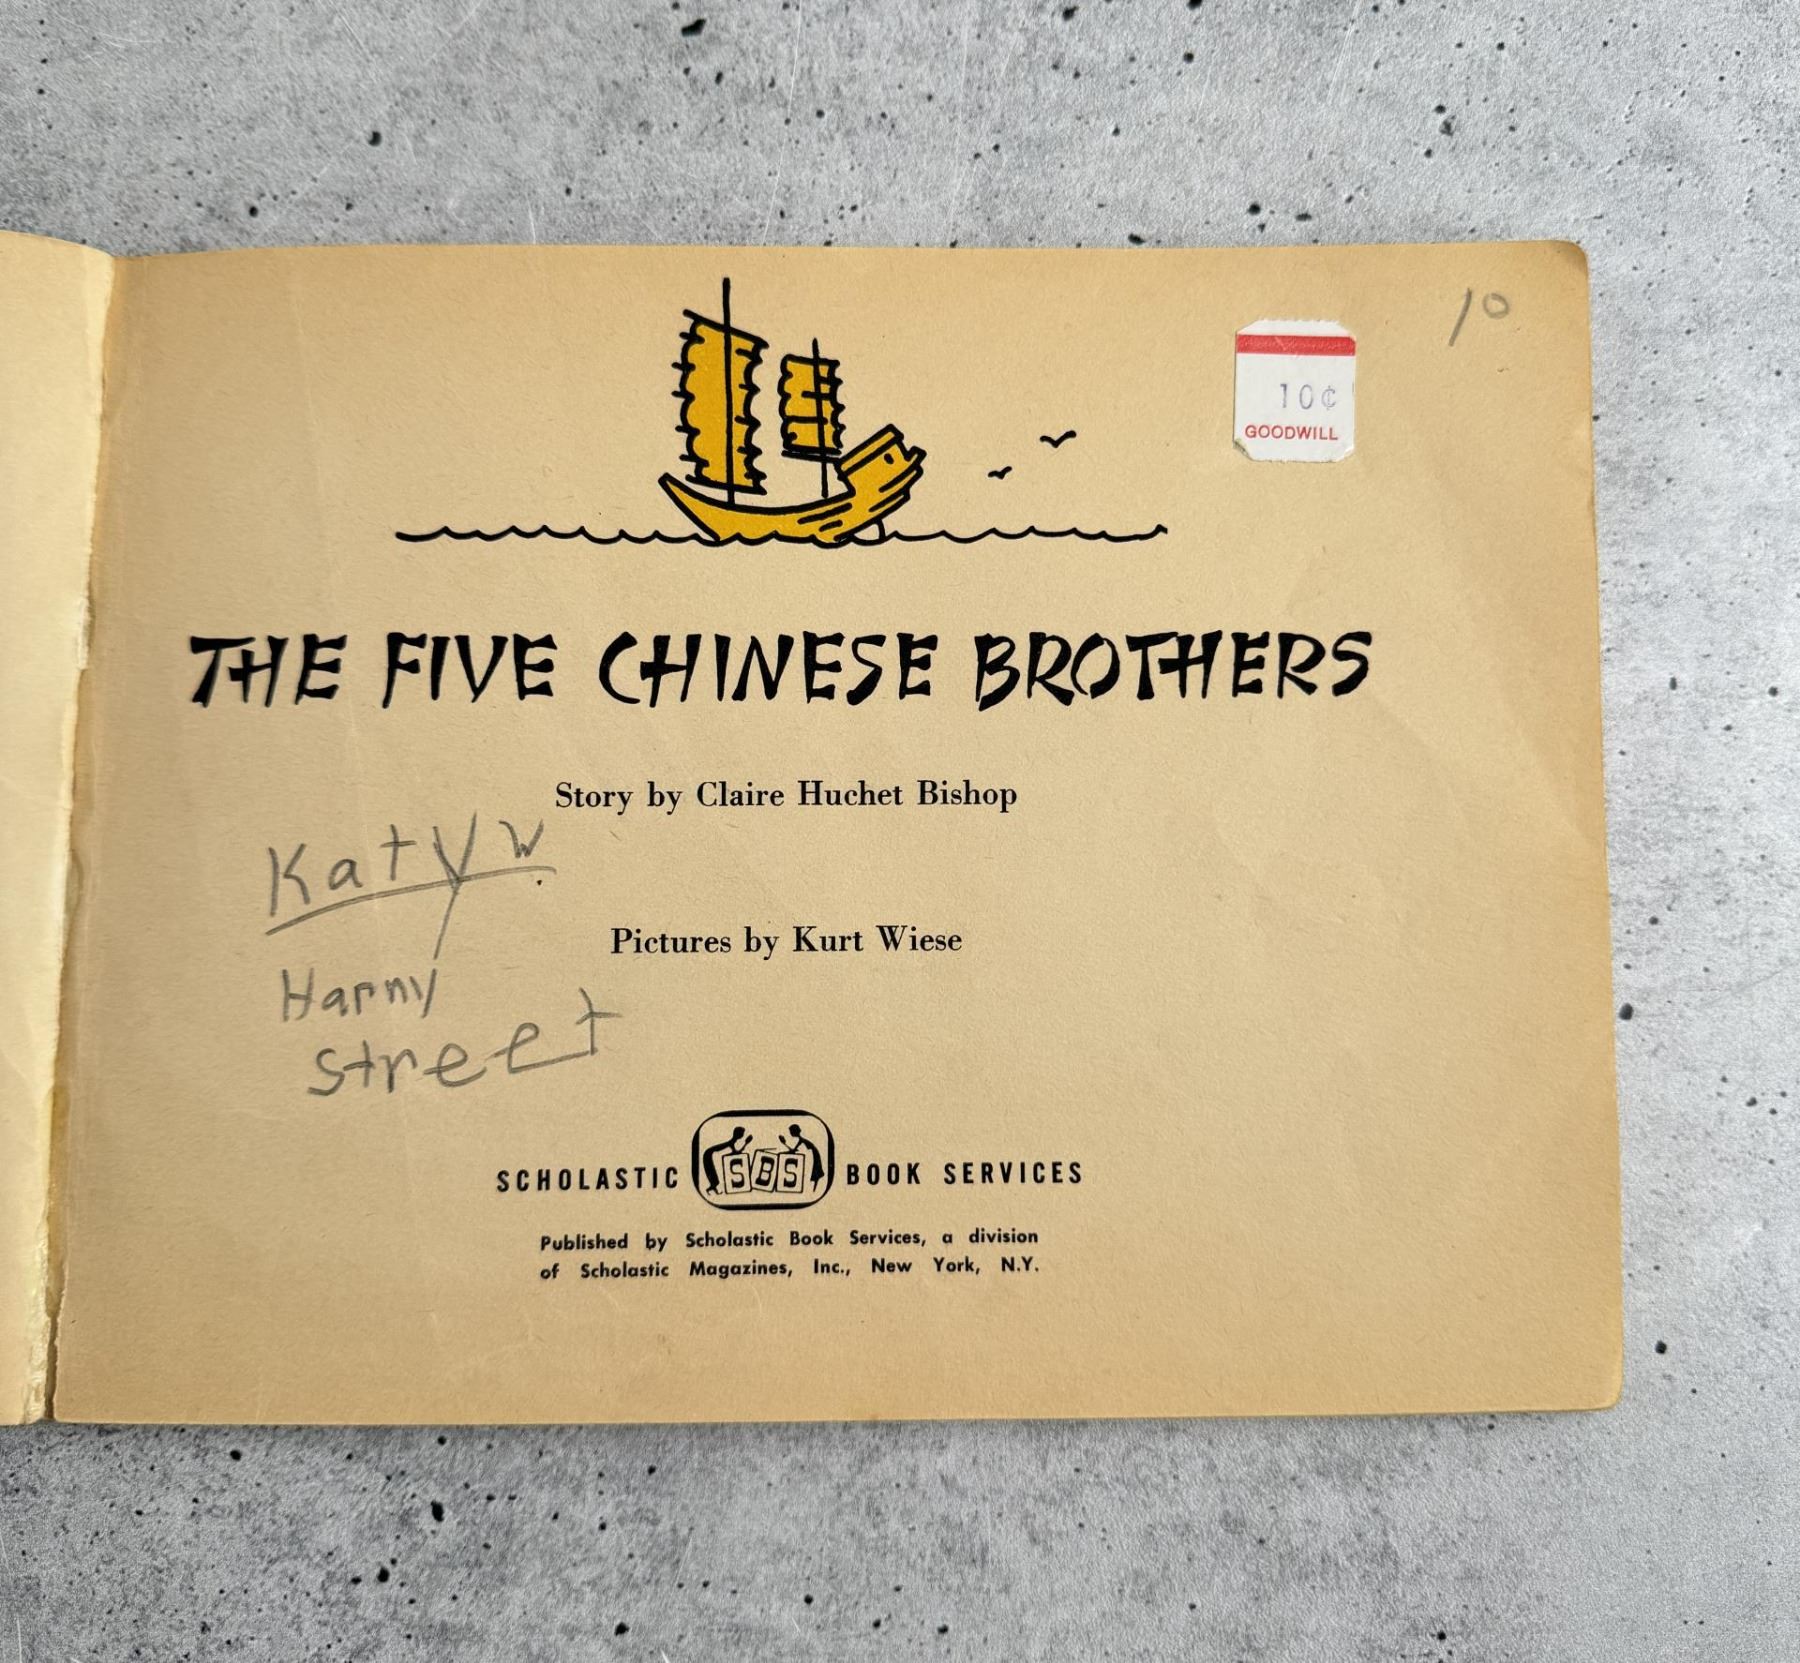 10
10¢
GOODWILL
THE FIVE CHINESE BROTHERS
Story by Claire Huchet Bishop
Katy W.
Pictures by Kurt Wiese
Harny
street
SCHOLASTIC SBS BOOK SERVICES
Published by Scholastic Book Services, a division
of Scholastic Magazines, Inc., New York, N.Y.